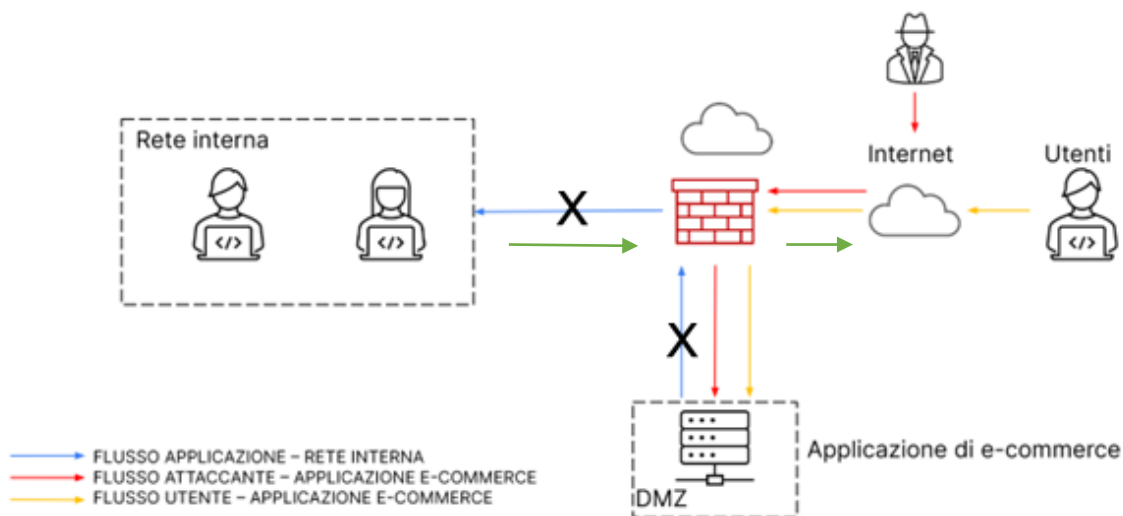 Rete interna
Internet
Utenti
X
X
Applicazione di e-commerce
DMZ
FLUSSO APPLICAZIONE – RETE INTERNA
FLUSSO ATTACCANTE – APPLICAZIONE E-COMMERCE
FLUSSO UTENTE – APPLICAZIONE E-COMMERCE